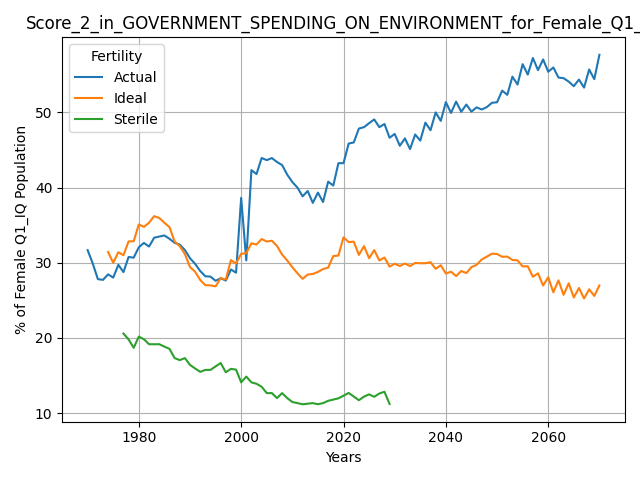 Score_2_in_GOVERNMENT_SPENDING_ON_ENVIRONMENT_for_Female_Q1_
Fertility
Actual
Ideal
Sterile
% of Female Q1_IQ Population
50
40
30
20
10
1980 2000 2020 2040 2060
Years